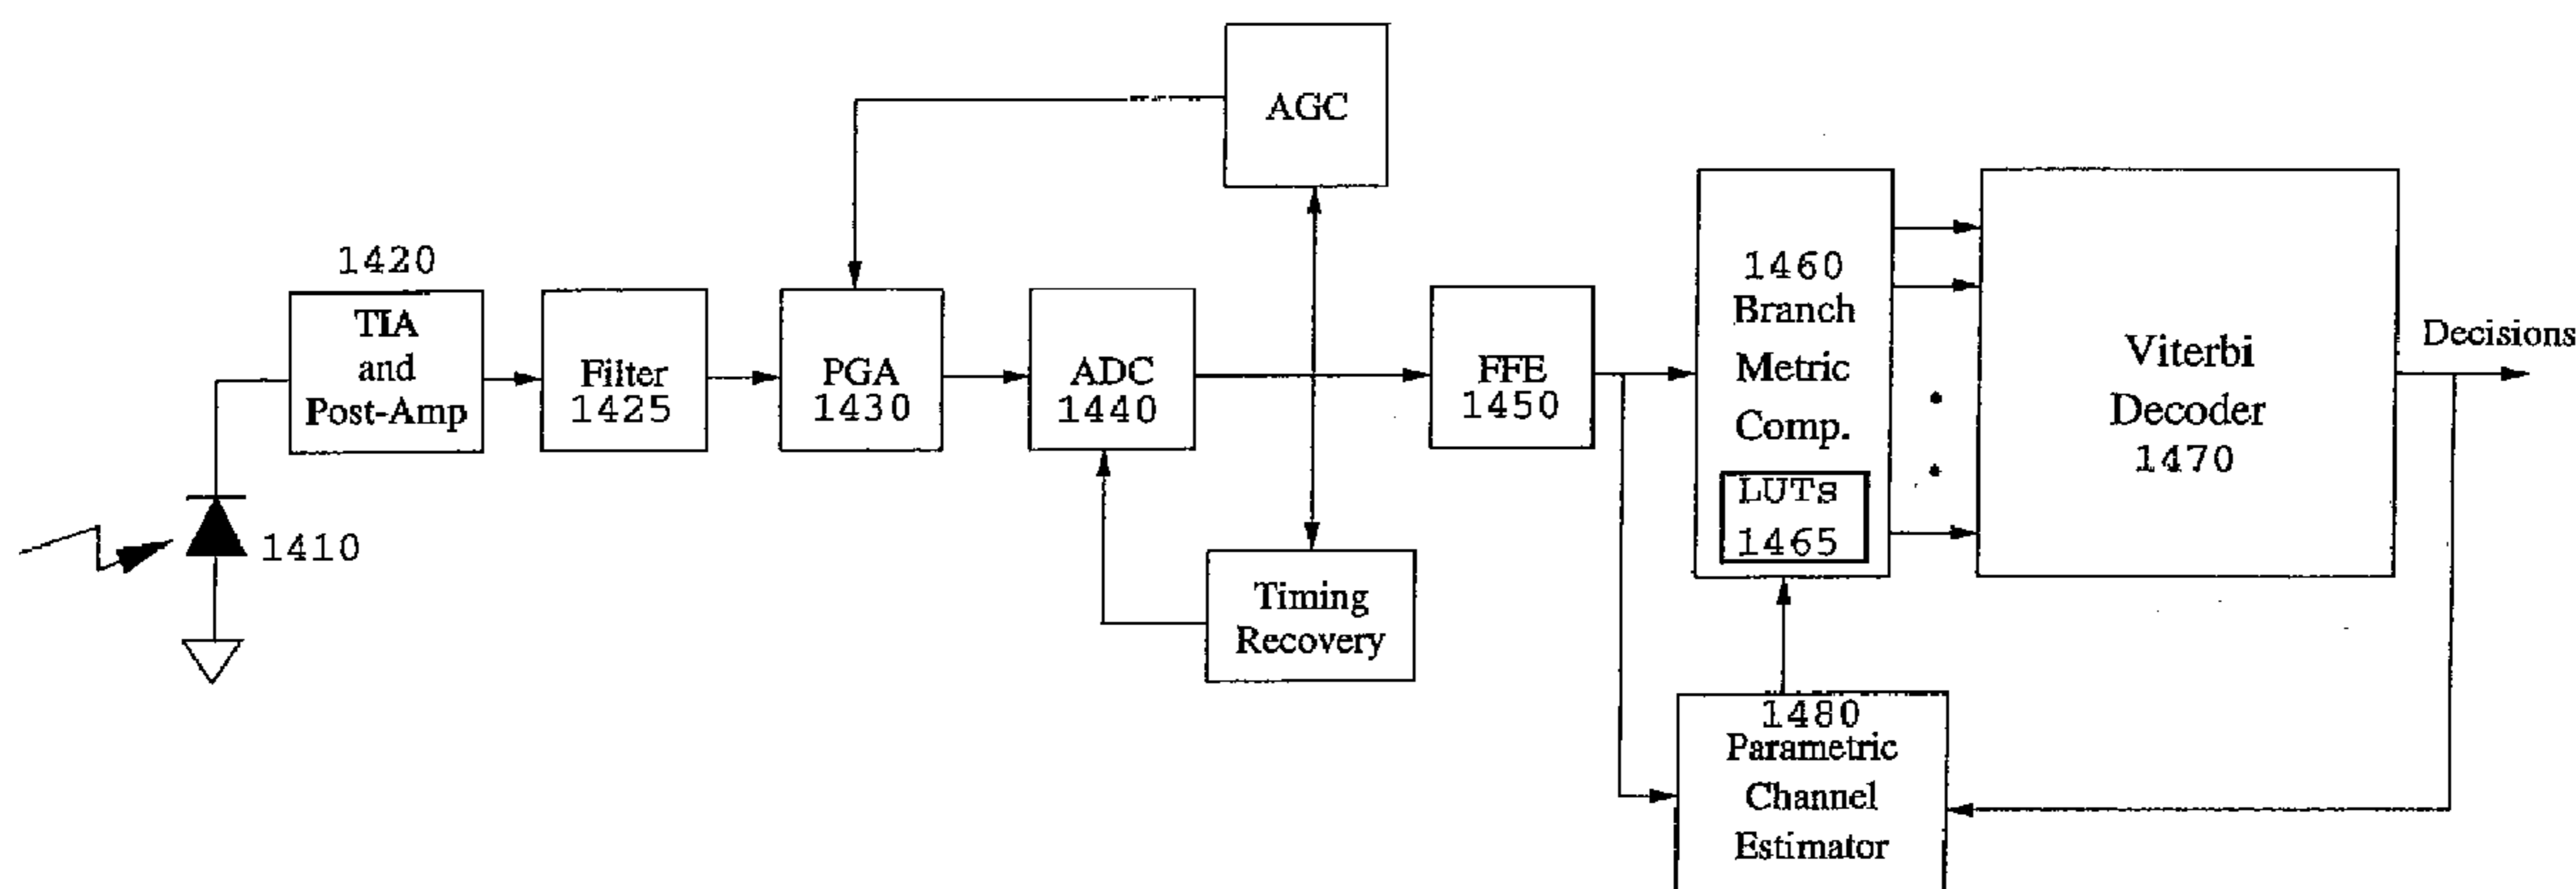 AGC
1420
TIA
and
Post-Amp
Filter
1425
PGA
1430
ADC
1440
FFE
1450
1460
Branch
Metric
Comp.
LUTs
1465
Viterbi
Decoder
1470
Decisions
1410
Timing
Recovery
1480
Parametric
Channel
Estimator